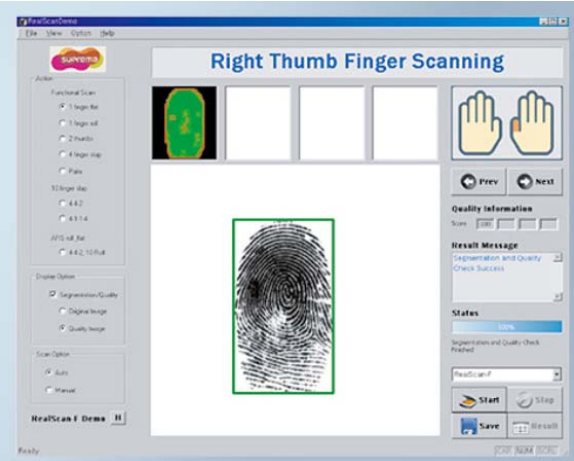 RealScanDemo
File View Option Help
suprema
Right Thumb Finger Scanning
Action
Functional Scan
1 finger flat
1 finger roll
2 thumbs
4 finger slap
Palm
10 finger slap
4-4-2
4-4-1-1
4-4-2, 10 Roll
Display Option
Segmentation/Quality
Original Image
Quality Image
Scan Option
Auto
Manual
RealScan F Demo
Prev Next
Quality Information
Score 100
Result Message
Segmentation and Quality
Check Success
Status
100%
Segmentation and Quality Check
Finished
RealScan-F
Start Stop
Save Result
Ready
CAP NUM SCRL